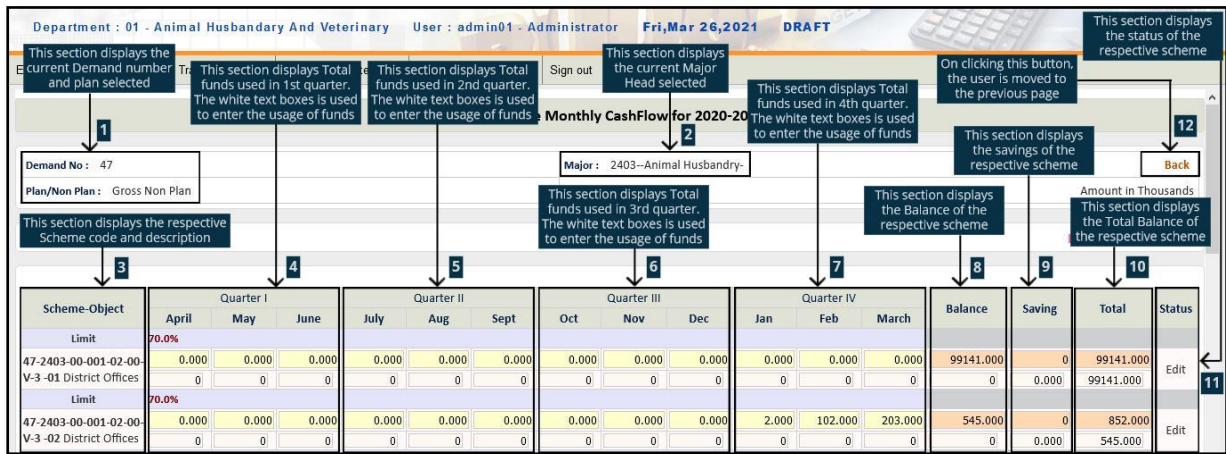 Department : 01 - Animal Husbandary And Veterinary User : admin01 - Administrator Fri,Mar 26,2021 DRAFT
This section displays
the status of the
respective scheme
This section displays the
current Demand number
and plan selected
This section displays Total
funds used in 1st quarter.
The white text boxes is used
to enter the usage of funds
This section displays Total
funds used in 2nd quarter.
The white text boxes is used
to enter the usage of funds
Sign out
This section displays
the current Major
Head selected
This section displays Total
funds used in 4th quarter.
The white text boxes is used
to enter the usage of funds
On clicking this button,
the user is moved to
the previous page
Monthly CashFlow for 2020-20
1
2
12
This section displays
the savings of the
respective scheme
Demand No : 47
Major : 2403--Animal Husbandry-
Back
Plan/Non Plan : Gross Non Plan
Amount in Thousands
This section displays the respective
Scheme code and description
This section displays Total
funds used in 3rd quarter.
The white text boxes is used
to enter the usage of funds
This section displays
the Balance of the
respective scheme
This section displays
the Total Balance of
the respective scheme
3 4 5 6 7 8 9 10
Scheme-Object Quarter I Quarter II Quarter III Quarter IV Balance Saving Total Status
April May June July Aug Sept Oct Nov Dec Jan Feb March
Limit 70.0%
47-2403-00-001-02-00- 0.000 0.000 0.000 0.000 0.000 0.000 0.000 0.000 0.000 0.000 0.000 0.000 99141.000 0 99141.000 Edit
V-3 -01 District Offices 0 0 0 0 0 0 0 0 0 0 0 0 0 0.000 99141.000
11
Limit 70.0%
47-2403-00-001-02-00- 0.000 0.000 0.000 0.000 0.000 0.000 0.000 0.000 0.000 2.000 102.000 203.000 545.000 0 852.000 Edit
V-3 -02 District Offices 0 0 0 0 0 0 0 0 0 0 0 0 0 0.000 545.000